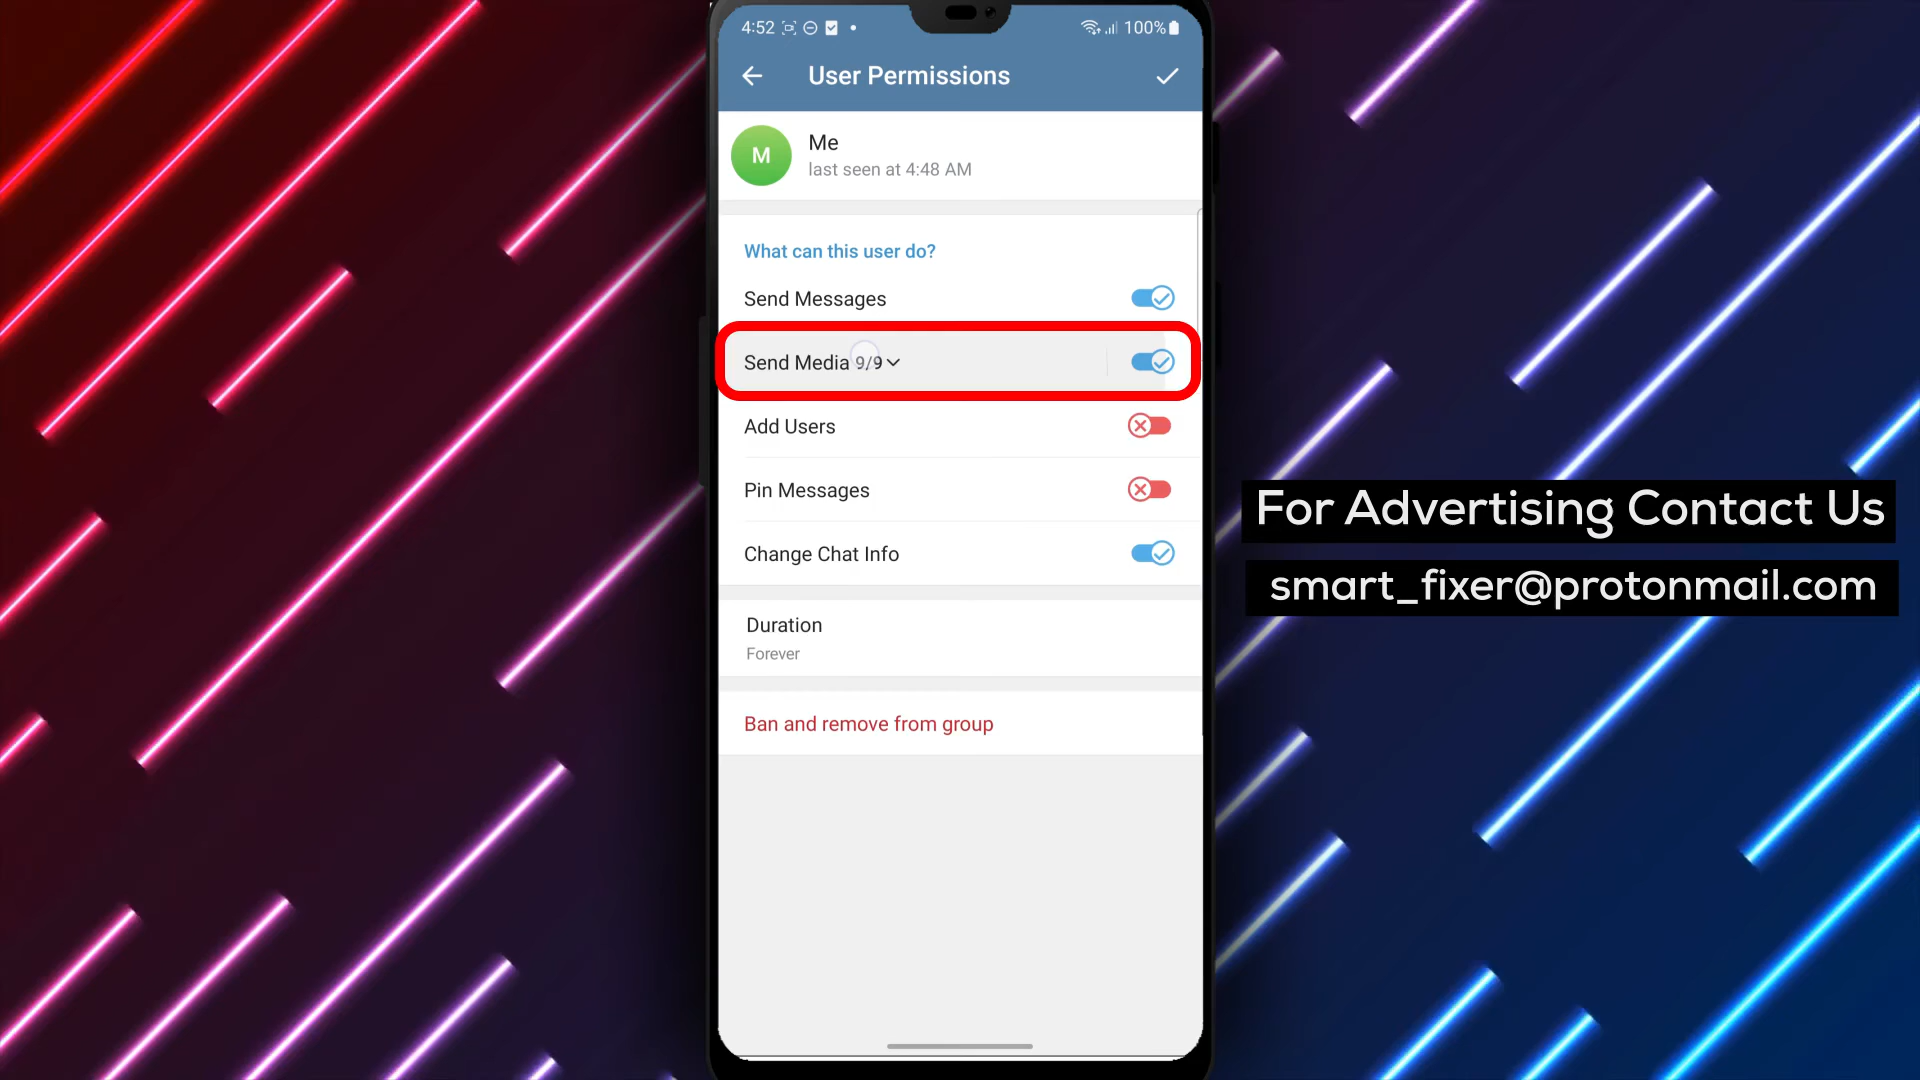 4:52
100%
User Permissions
M
Me
last seen at 4:48 AM
What can this user do?
Send Messages
Send Media 9/9
Add Users
Pin Messages
Change Chat Info
Duration
Forever
Ban and remove from group
For Advertising Contact Us
smart_fixer@protonmail.com